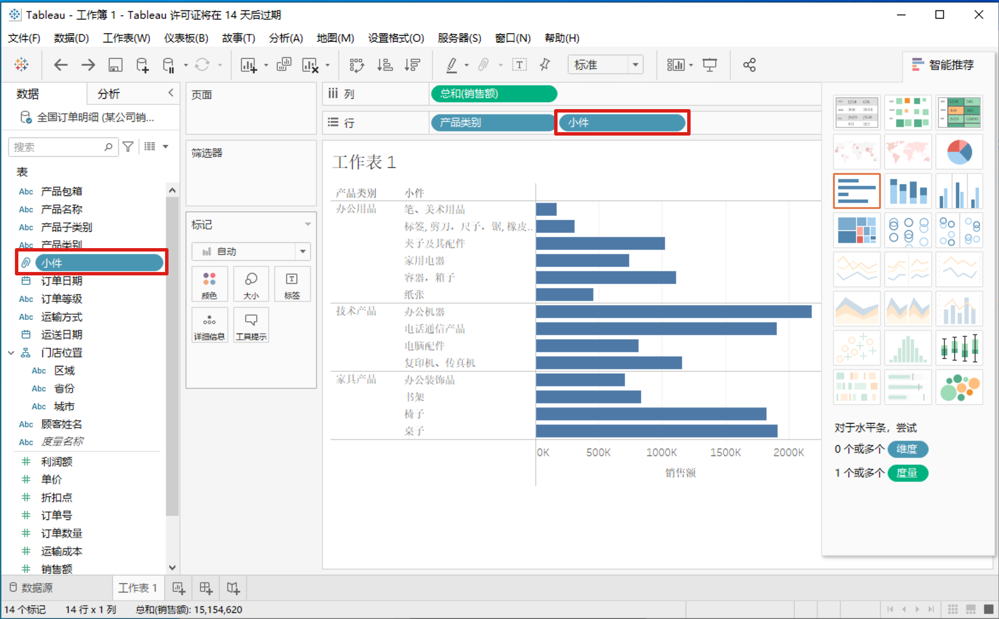 Tableau - 工作簿 1 - Tableau 许可证将在 14 天后过期
文件(F) 数据(D) 工作表(W) 仪表板(B) 故事(T) 分析(A) 地图(M) 设置格式(O) 服务器(S) 窗口(N) 帮助(H)
标准
智能推荐
数据 分析
全国订单明细 (某公司销...
搜索
表
Abc 产品包箱
Abc 产品名称
Abc 产品子类别
Abc 产品类别
小件
订单日期
Abc 订单等级
Abc 运输方式
运送日期
门店位置
Abc 区域
Abc 省份
Abc 城市
Abc 顾客姓名
Abc 度量名称
利润额
单价
折扣点
订单号
订单数量
运输成本
销售额
页面
筛选器
标记
自动
颜色 大小 标签
详细信息 工具提示
列 总和(销售额)
行 产品类别 小件
工作表 1
产品类别 小件
办公用品 笔、美术用品
标签, 剪刀，尺子，锯, 橡皮..
夹子及其配件
家用电器
容器，箱子
纸张
技术产品 办公机器
电话通信产品
电脑配件
复印机、传真机
家具产品 办公装饰品
书架
椅子
桌子
0K 500K 1000K 1500K 2000K
销售额
对于水平条，尝试
0 个或多个 维度
1 个或多个 度量
数据源 工作表 1
14 个标记 14 行 x 1 列 总和(销售额): 15,154,620